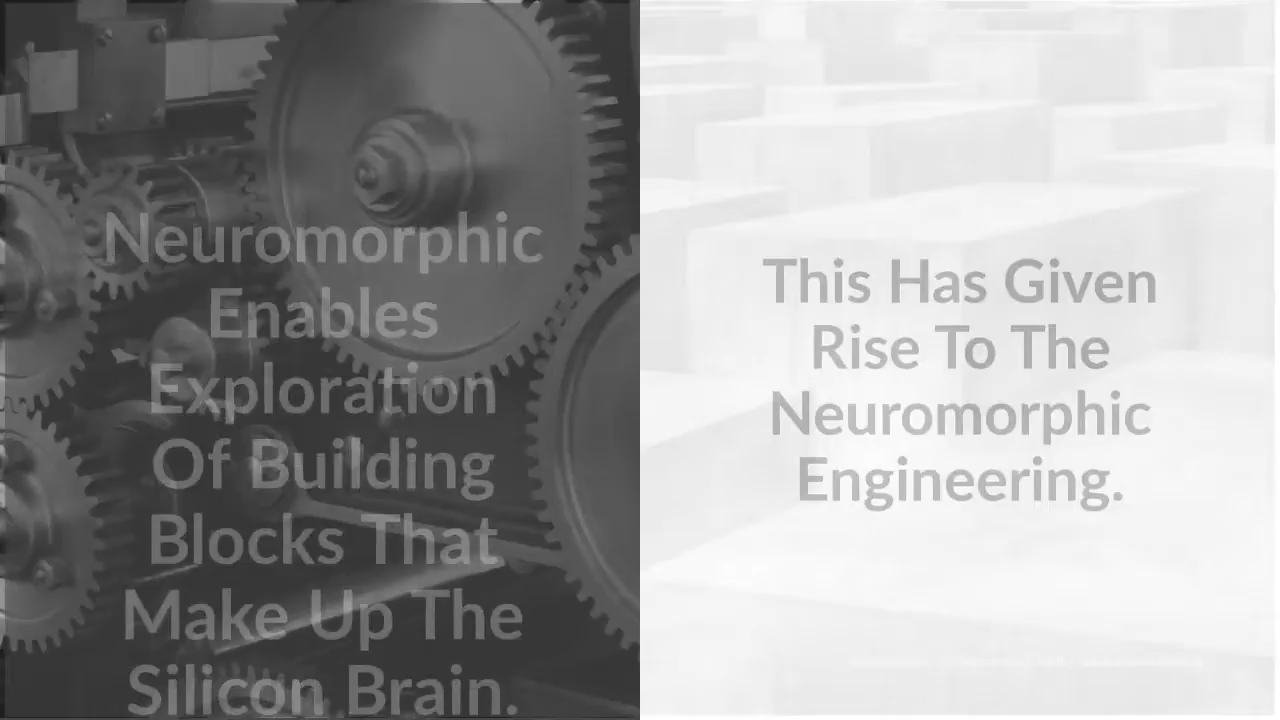 Neuromorphic
Enables
Exploration
Of Building
Blocks That
Make Up The
Silicon Brain.
This Has Given
Rise To The
Neuromorphic
Engineering.